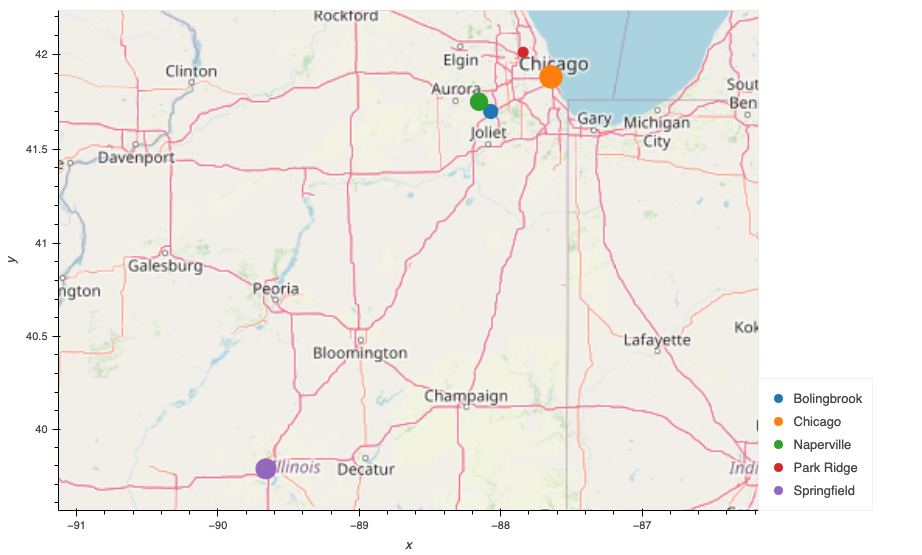 Rockford
42
Elgin
Chicago
Clinton
Aurora
Sout
Ben
Gary
Michigan
City
Joliet
41.5
Davenport
y
41
Galesburg
Peoria
ngton
40.5
Bloomington
Lafayette
Kok
Champaign
40
Illinois
Decatur
Indi
−91
−90
−89
−88
−87
x
Bolingbrook
Chicago
Naperville
Park Ridge
Springfield